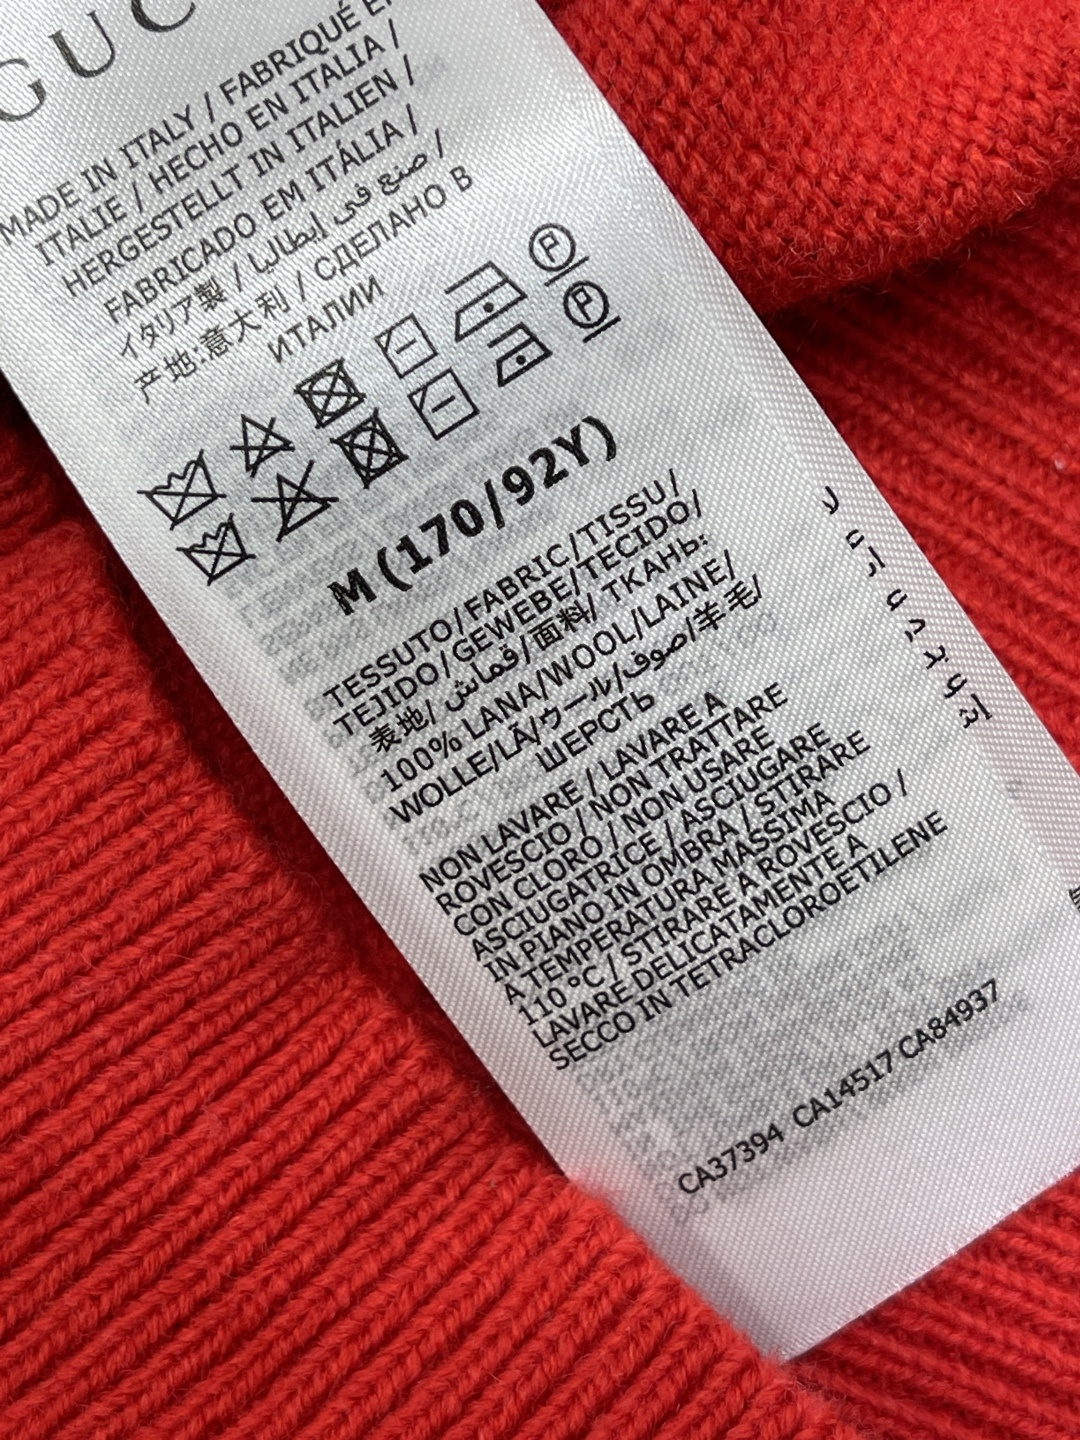 GUC
MADE IN ITALY / FABRIQUÉ E
ITALIE / HECHO EN ITALIA /
HERGESTELLT IN ITALIEN /
FABRICADO EM ITÁLIA /
イタリア製 / صنع في إيطاليا /
产地:意大利 / СДЕЛАНО В
ИТАЛИИ
M (170/92Y)
TESSUTO/FABRIC/TISSU/
TEJIDO/GEWEBE/TECIDO/
表地/ قماش/面料/ ТКАНЬ:
100% LANA/WOOL/LAINE/
WOLLE/LÃ/ウール/صوف/羊毛/
ШЕРСТЬ
NON LAVARE / LAVARE A
ROVESCIO / NON TRATTARE
CON CLORO / NON USARE
ASCIUGATRICE / ASCIUGARE
IN PIANO IN OMBRA / STIRARE
A TEMPERATURA MASSIMA
110 °C / STIRARE A ROVESCIO /
LAVARE DELICATAMENTE A
SECCO IN TETRACLOROETILENE
CA37394 CA14517 CA84937